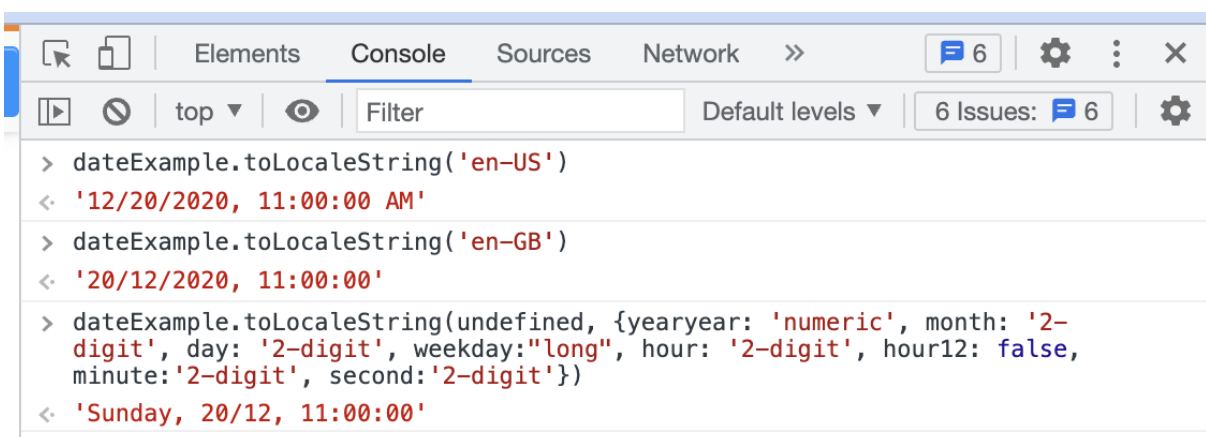 Elements Console Sources Network » 6
top ▼ Filter Default levels ▼ 6 Issues: 6
> dateExample.toLocaleString('en-US')
'12/20/2020, 11:00:00 AM'
> dateExample.toLocaleString('en-GB')
'20/12/2020, 11:00:00'
> dateExample.toLocaleString(undefined, {yearyear: 'numeric', month: '2-
digit', day: '2-digit', weekday:"long", hour: '2-digit', hour12: false,
minute:'2-digit', second:'2-digit'})
'Sunday, 20/12, 11:00:00'